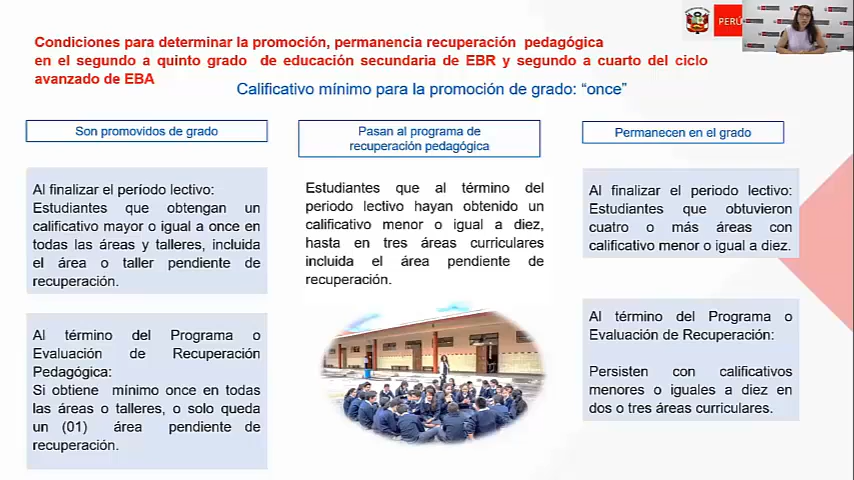 PERÚ
Condiciones para determinar la promoción, permanencia recuperación pedagógica
en el segundo a quinto grado de educación secundaria de EBR y segundo a cuarto del ciclo
avanzado de EBA
Calificativo mínimo para la promoción de grado: “once”
Son promovidos de grado
Al finalizar el periodo lectivo:
Estudiantes que obtengan un
calificativo mayor o igual a once en
todas las áreas y talleres, incluida
el área o taller pendiente de
recuperación.
Al término del Programa o
Evaluación de Recuperación
Pedagógica:
Si obtiene mínimo once en todas
las áreas o talleres, o solo queda
un (01) área pendiente de
recuperación.
Pasan al programa de
recuperación pedagógica
Estudiantes que al término del
periodo lectivo hayan obtenido un
calificativo menor o igual a diez,
hasta en tres áreas curriculares
incluida el área pendiente de
recuperación.
Permanecen en el grado
Al finalizar el periodo lectivo:
Estudiantes que obtuvieron
cuatro o más áreas con
calificativo menor o igual a diez.
Al término del Programa o
Evaluación de Recuperación:
Persisten con calificativos
menores o iguales a diez en
dos o tres áreas curriculares.